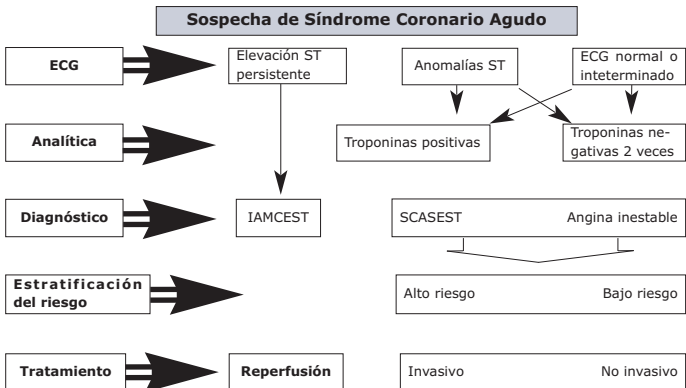 Sospecha de Síndrome Coronario Agudo
ECG
Elevación ST
persistente
Anomalías ST
ECG normal o
inteterminado
Analítica
Troponinas positivas
Troponinas ne-
gativas 2 veces
Diagnóstico
IAMCEST
SCASEST Angina inestable
Estratificación
del riesgo
Alto riesgo Bajo riesgo
Tratamiento
Reperfusión
Invasivo No invasivo